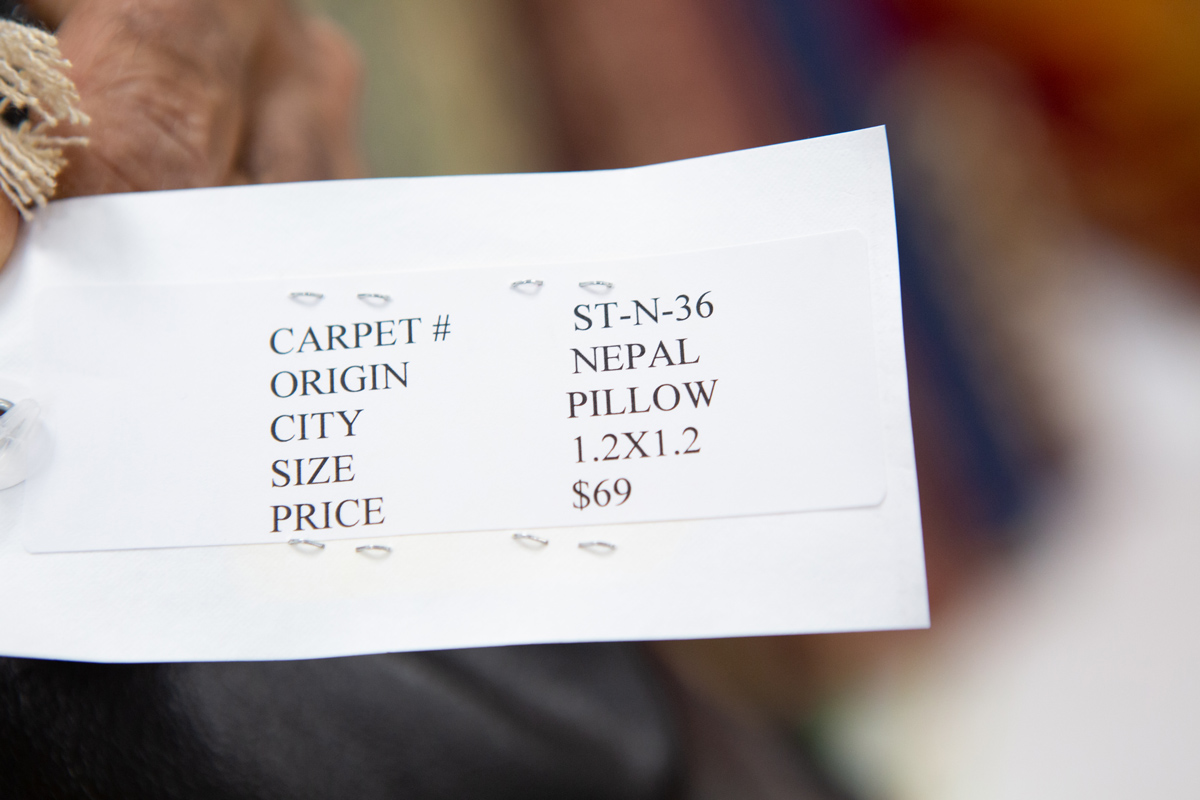 CARPET # ST-N-36
ORIGIN NEPAL
CITY PILLOW
SIZE 1.2X1.2
PRICE $69